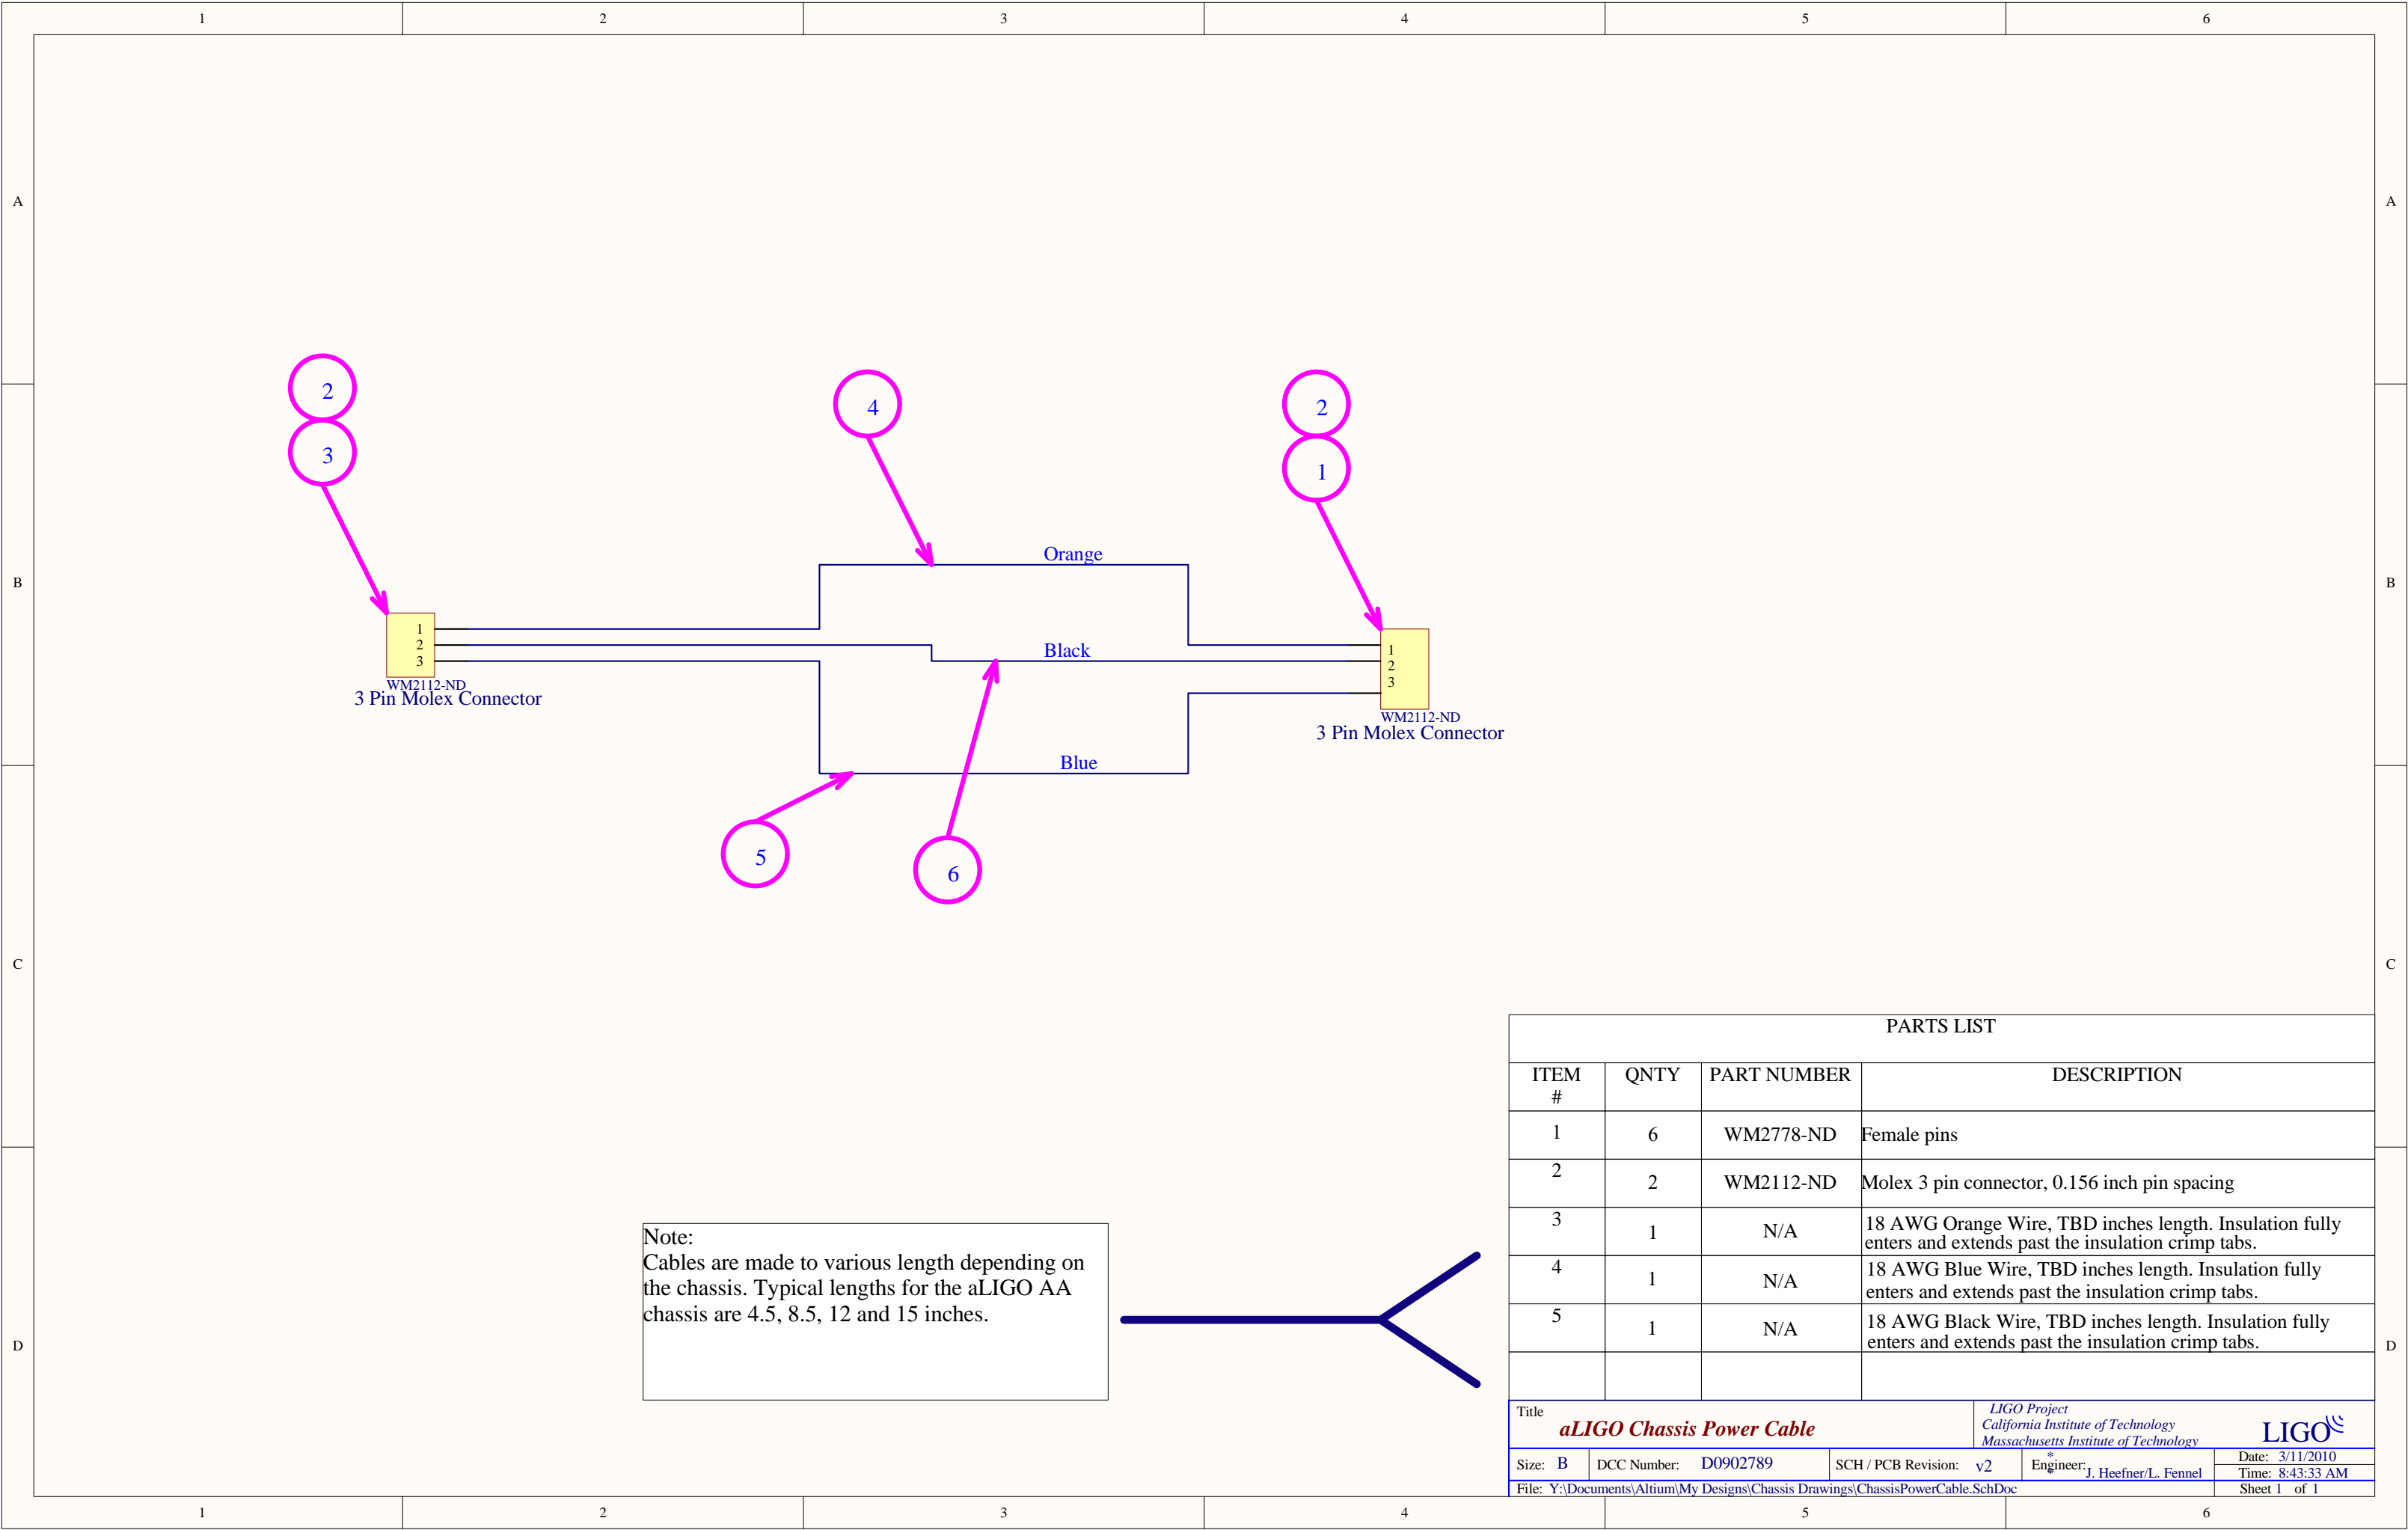 1 2 3 4 5 6
A A
2 4 2
3 1
Orange
B B
1
2
3
Black
1
2
3
WM2112-ND
3 Pin Molex Connector
WM2112-ND
3 Pin Molex Connector
Blue
5 6
C C
PARTS LIST
ITEM # QNTY PART NUMBER DESCRIPTION
1 6 WM2778-ND Female pins
2 2 WM2112-ND Molex 3 pin connector, 0.156 inch pin spacing
3 1 N/A 18 AWG Orange Wire, TBD inches length. Insulation fully
enters and extends past the insulation crimp tabs.
4 1 N/A 18 AWG Blue Wire, TBD inches length. Insulation fully
enters and extends past the insulation crimp tabs.
5 1 N/A 18 AWG Black Wire, TBD inches length. Insulation fully
enters and extends past the insulation crimp tabs.
Note:
Cables are made to various length depending on
the chassis. Typical lengths for the aLIGO AA
chassis are 4.5, 8.5, 12 and 15 inches.
D D
Title
aLIGO Chassis Power Cable
LIGO Project
California Institute of Technology
Massachusetts Institute of Technology
LIGO
Size: B DCC Number: D0902789 SCH / PCB Revision: v2 Engineer: * * J. Heefner/L. Fennel
Date: 3/11/2010
Time: 8:43:33 AM
File: Y:\Documents\Altium\My Designs\Chassis Drawings\ChassisPowerCable.SchDoc
Sheet 1 of 1
1 2 3 4 5 6